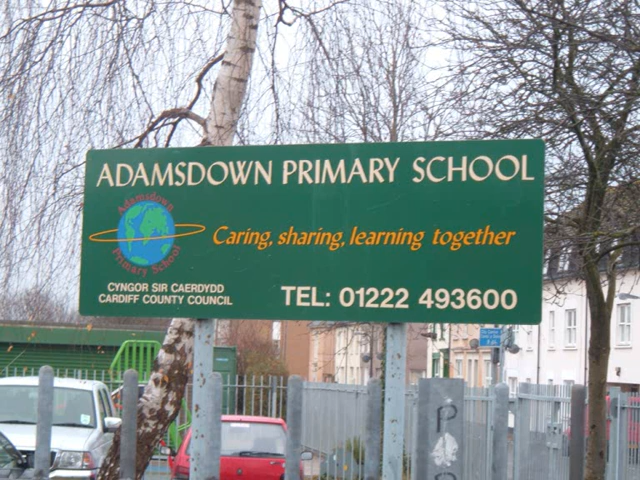 ADAMSDOWN PRIMARY SCHOOL
Adamsdown
Primary School
Caring, sharing, learning together
CYNGOR SIR CAERDYDD
CARDIFF COUNTY COUNCIL
TEL: 01222 493600
P